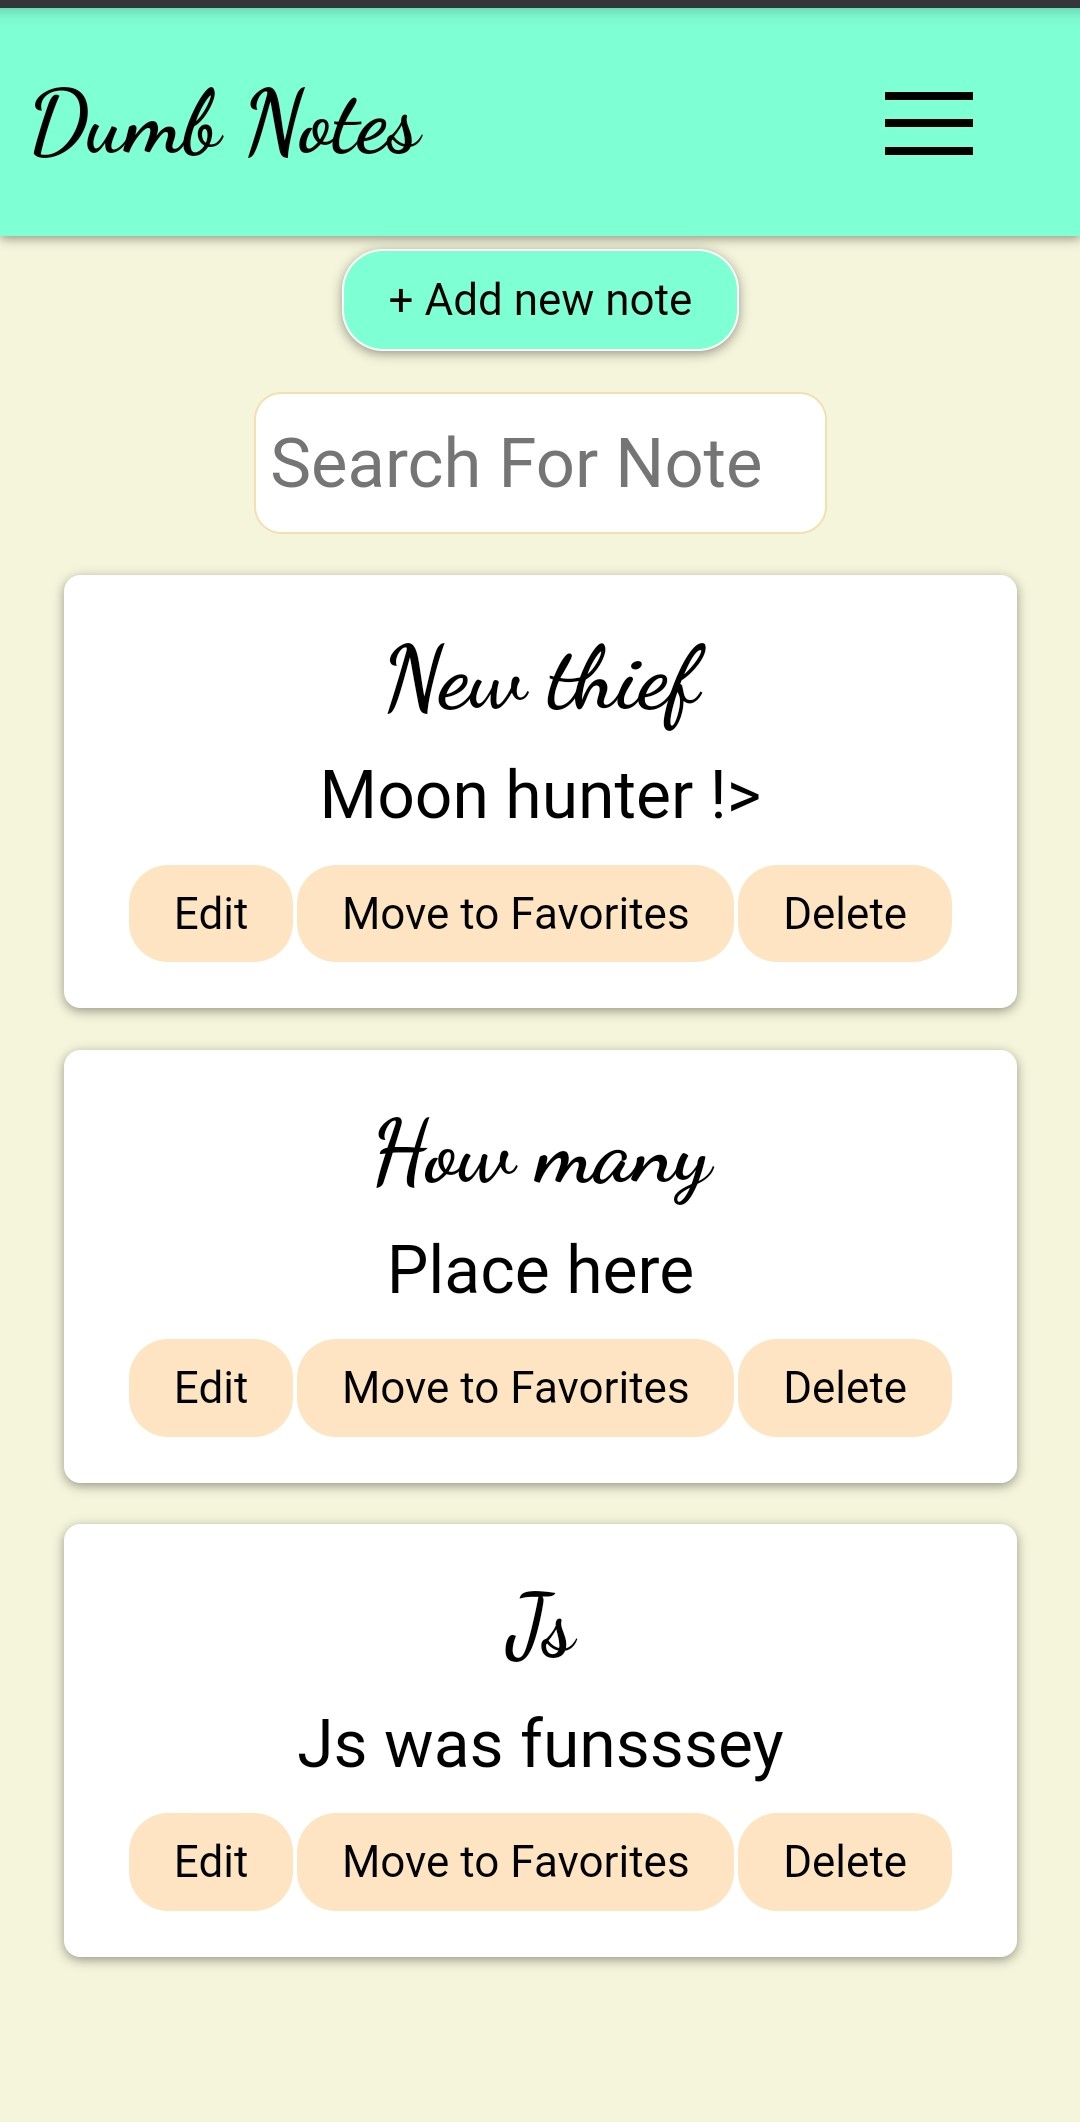 Dumb Notes
+ Add new note
Search For Note
New thief
Moon hunter !>
Edit Move to Favorites Delete
How many
Place here
Edit Move to Favorites Delete
Js
Js was funsssey
Edit Move to Favorites Delete